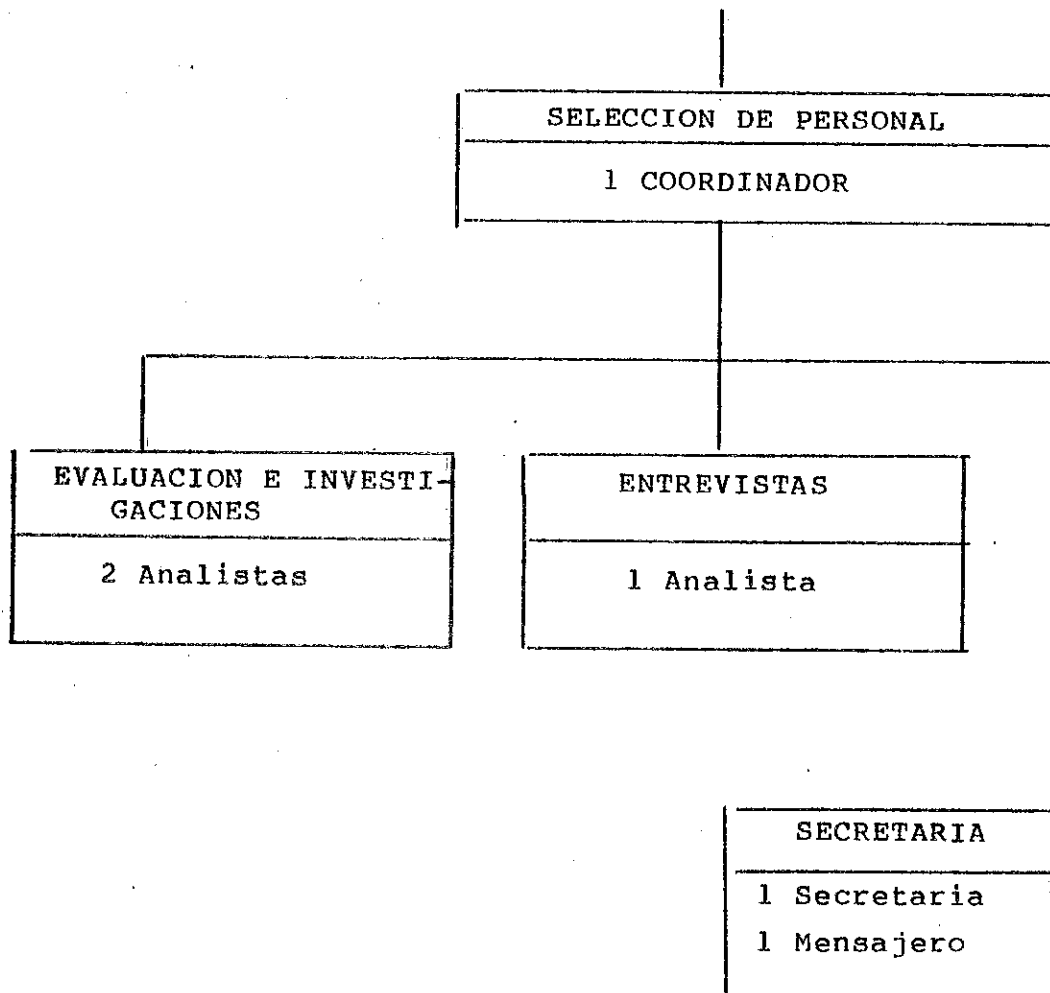 SELECCION DE PERSONAL
1 COORDINADOR
EVALUACION E INVESTI-
GACIONES
2 Analistas
ENTREVISTAS
1 Analista
SECRETARIA
1 Secretaria
1 Mensajero